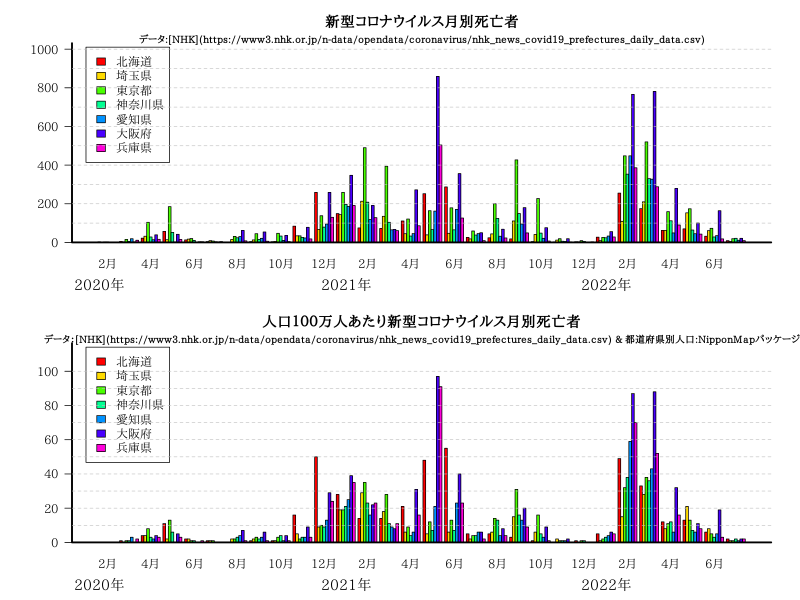 新型コロナウイルス月別死亡者
データ:[NHK](https://www3.nhk.or.jp/n-data/opendata/coronavirus/nhk_news_covid19_prefectures_daily_data.csv)
1000
800
600
400
200
0
北海道
埼玉県
東京都
神奈川県
愛知県
大阪府
兵庫県
2月 4月 6月 8月 10月 12月 2月 4月 6月 8月 10月 12月 2月 4月 6月
2020年 2021年 2022年
人口100万人あたり新型コロナウイルス月別死亡者
データ:[NHK](https://www3.nhk.or.jp/n-data/opendata/coronavirus/nhk_news_covid19_prefectures_daily_data.csv) & 都道府県別人口:NipponMapパッケージ
100
80
60
40
20
0
北海道
埼玉県
東京都
神奈川県
愛知県
大阪府
兵庫県
2月 4月 6月 8月 10月 12月 2月 4月 6月 8月 10月 12月 2月 4月 6月
2020年 2021年 2022年